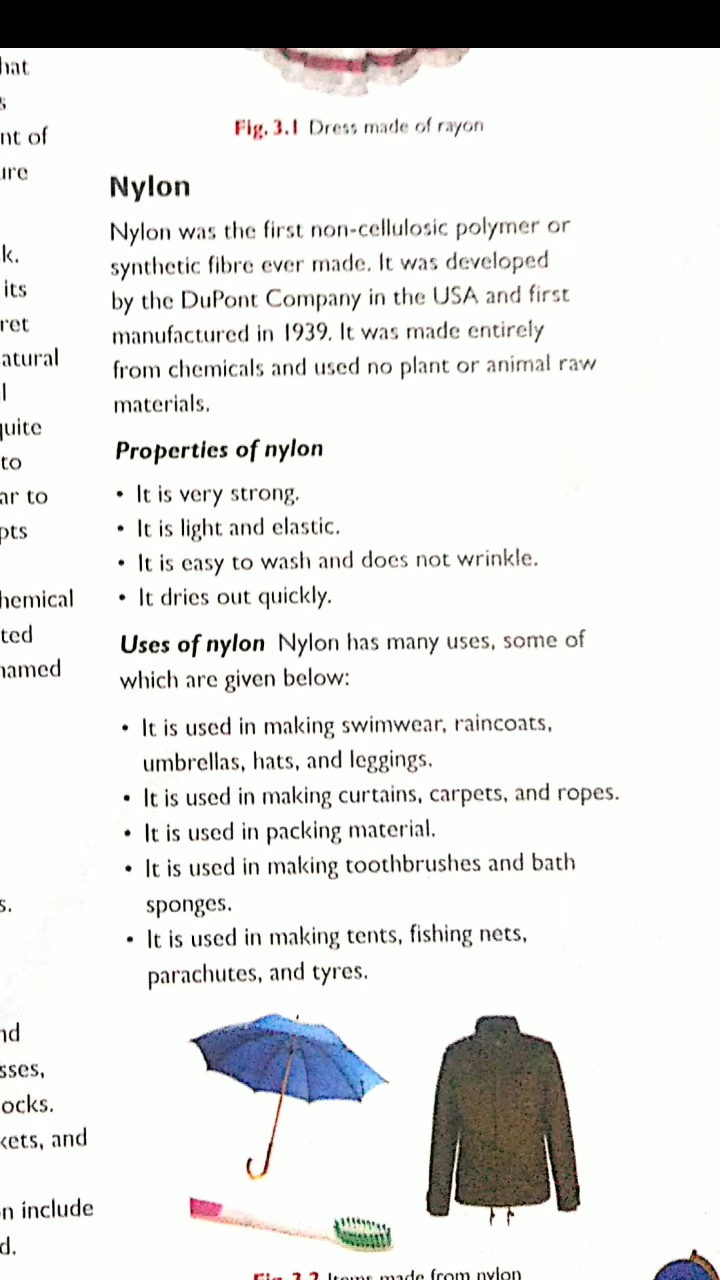 hat
s
nt of
ure
k.
its
ret
atural
l
quite
to
ar to
pts
hemical
ted
named
s.
nd
sses,
ocks.
kets, and
n include
d.
Fig. 3.1 Dress made of rayon
Nylon
Nylon was the first non-cellulosic polymer or
synthetic fibre ever made. It was developed
by the DuPont Company in the USA and first
manufactured in 1939. It was made entirely
from chemicals and used no plant or animal raw
materials.
Properties of nylon
• It is very strong.
• It is light and elastic.
• It is easy to wash and does not wrinkle.
• It dries out quickly.
Uses of nylon Nylon has many uses, some of
which are given below:
• It is used in making swimwear, raincoats,
umbrellas, hats, and leggings.
• It is used in making curtains, carpets, and ropes.
• It is used in packing material.
• It is used in making toothbrushes and bath
sponges.
• It is used in making tents, fishing nets,
parachutes, and tyres.
Fig. 3.2 Items made from nylon